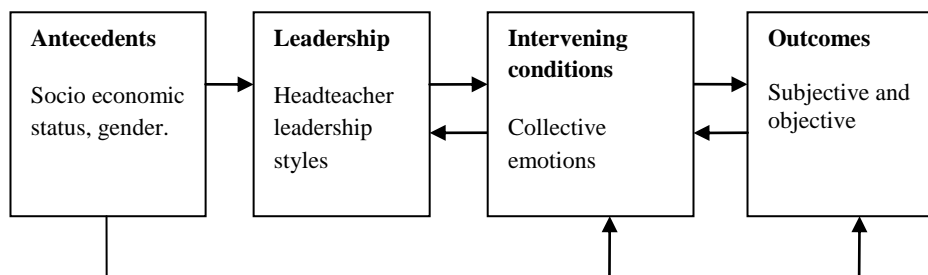 Antecedents
Socio economic
status, gender.
Leadership
Headteacher
leadership
styles
Intervening
conditions
Collective
emotions
Outcomes
Subjective and
objective